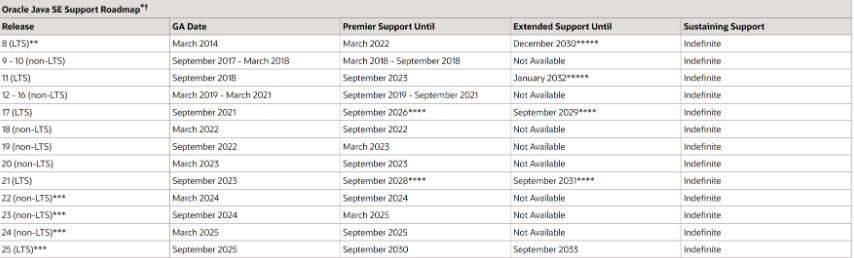 Oracle Java SE Support Roadmap*†
Release GA Date Premier Support Until Extended Support Until Sustaining Support
8 (LTS)** March 2014 March 2022 December 2030***** Indefinite
9 - 10 (non-LTS) September 2017 - March 2018 March 2018 - September 2018 Not Available Indefinite
11 (LTS) September 2018 September 2023 January 2032***** Indefinite
12 - 16 (non-LTS) March 2019 - March 2021 September 2019 - September 2021 Not Available Indefinite
17 (LTS) September 2021 September 2026**** September 2029**** Indefinite
18 (non-LTS) March 2022 September 2022 Not Available Indefinite
19 (non-LTS) September 2022 March 2023 Not Available Indefinite
20 (non-LTS) March 2023 September 2023 Not Available Indefinite
21 (LTS) September 2023 September 2028**** September 2031**** Indefinite
22 (non-LTS)*** March 2024 September 2024 Not Available Indefinite
23 (non-LTS)*** September 2024 March 2025 Not Available Indefinite
24 (non-LTS)*** March 2025 September 2025 Not Available Indefinite
25 (LTS)*** September 2025 September 2030 September 2033 Indefinite